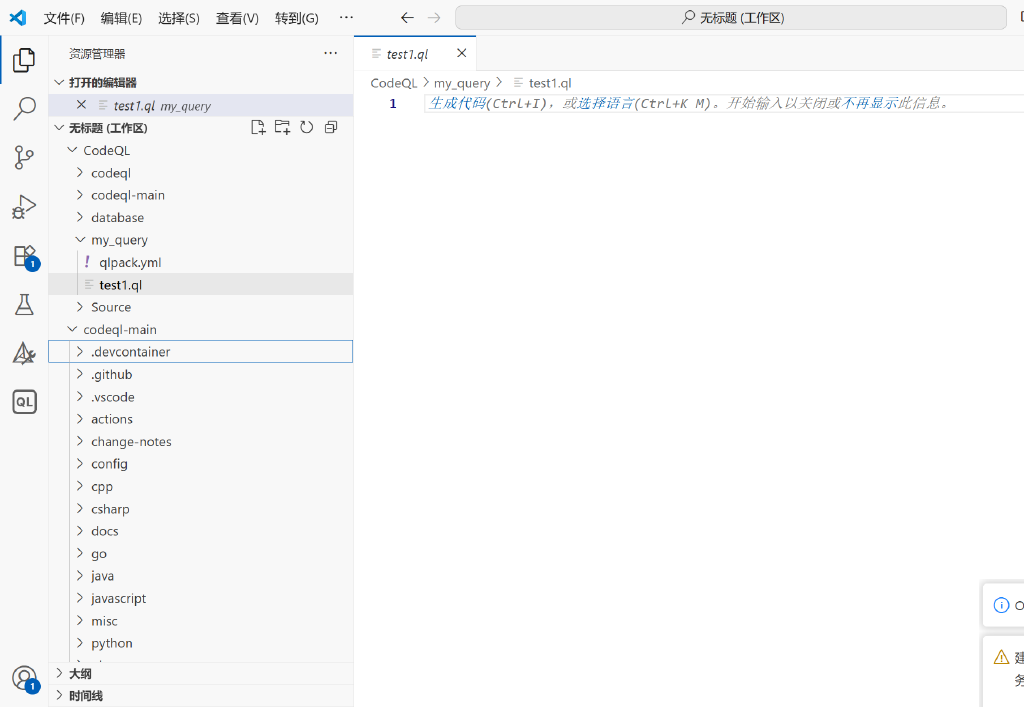 文件(F) 编辑(E) 选择(S) 查看(V) 转到(G) ··· 无标题 (工作区)
资源管理器 ···
test1.ql
打开的编辑器
test1.ql my_query
无标题 (工作区)
CodeQL
codeql
codeql-main
database
my_query
! qlpack.yml
test1.ql
Source
codeql-main
.devcontainer
.github
.vscode
actions
change-notes
config
cpp
csharp
docs
go
java
javascript
misc
python
大纲
时间线
CodeQL > my_query > test1.ql
1 生成代码(Ctrl+I)，或选择语言(Ctrl+K M)。开始输入以关闭或不再显示此信息。
1
QL
1
建
务